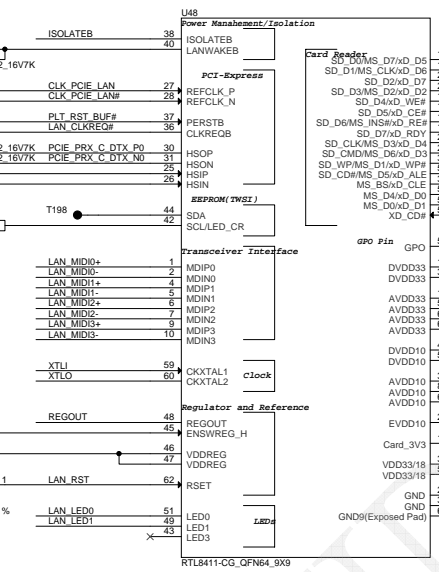 U48
Power Manahement/Isolation
ISOLATEB 38 ISOLATEB
40 LANWAKEB
2_16V7K
Card Reader
SD_D0/MS_D7/xD_D5
SD_D1/MS_CLK/xD_D6
SD_D2/xD_D7
SD_D3/MS_D2/xD_D2
SD_D4/xD_WE#
SD_D5/xD_CE#
SD_D6/MS_INS#/xD_RE#
SD_D7/xD_RDY
SD_CLK/MS_D3/xD_D4
SD_CMD/MS_D6/xD_D3
SD_WP/MS_D1/xD_WP#
SD_CD#/MS_D5/xD_ALE
MS_BS/xD_CLE
MS_D4/xD_D0
MS_D0/xD_D1
XD_CD#
PCI-Express
CLK_PCIE_LAN 27 REFCLK_P
CLK_PCIE_LAN# 28 REFCLK_N
PLT_RST_BUF# 37 PERSTB
LAN_CLKREQ# 36 CLKREQB
2_16V7K PCIE_PRX_C_DTX_P0 30 HSOP
2_16V7K PCIE_PRX_C_DTX_N0 31 HSON
25 HSIP
26 HSIN
EEPROM(TWSI)
T198 44 SDA
42 SCL/LED_CR
GPO Pin
GPO
Transceiver Interface
LAN_MIDI0+ 1 MDIP0
LAN_MIDI0- 2 MDIN0
LAN_MIDI1+ 4 MDIP1
LAN_MIDI1- 5 MDIN1
LAN_MIDI2+ 6 MDIP2
LAN_MIDI2- 7 MDIN2
LAN_MIDI3+ 9 MDIP3
LAN_MIDI3- 10 MDIN3
DVDD33
DVDD33
AVDD33
AVDD33
AVDD33
AVDD33
DVDD10
DVDD10
AVDD10
AVDD10
AVDD10
EVDD10
Card_3V3
VDD33/18
VDD33/18
GND
GND
GND9(Exposed Pad)
XTLI 59 CKXTAL1
XTLO 60 CKXTAL2
Clock
Regulator and Reference
REGOUT 48 REGOUT
45 ENSWREG_H
46 VDDREG
47 VDDREG
1 LAN_RST 62 RSET
%
LAN_LED0 51 LED0
LAN_LED1 49 LED1
43 LED3
LEDs
RTL8411-CG_QFN64_9X9